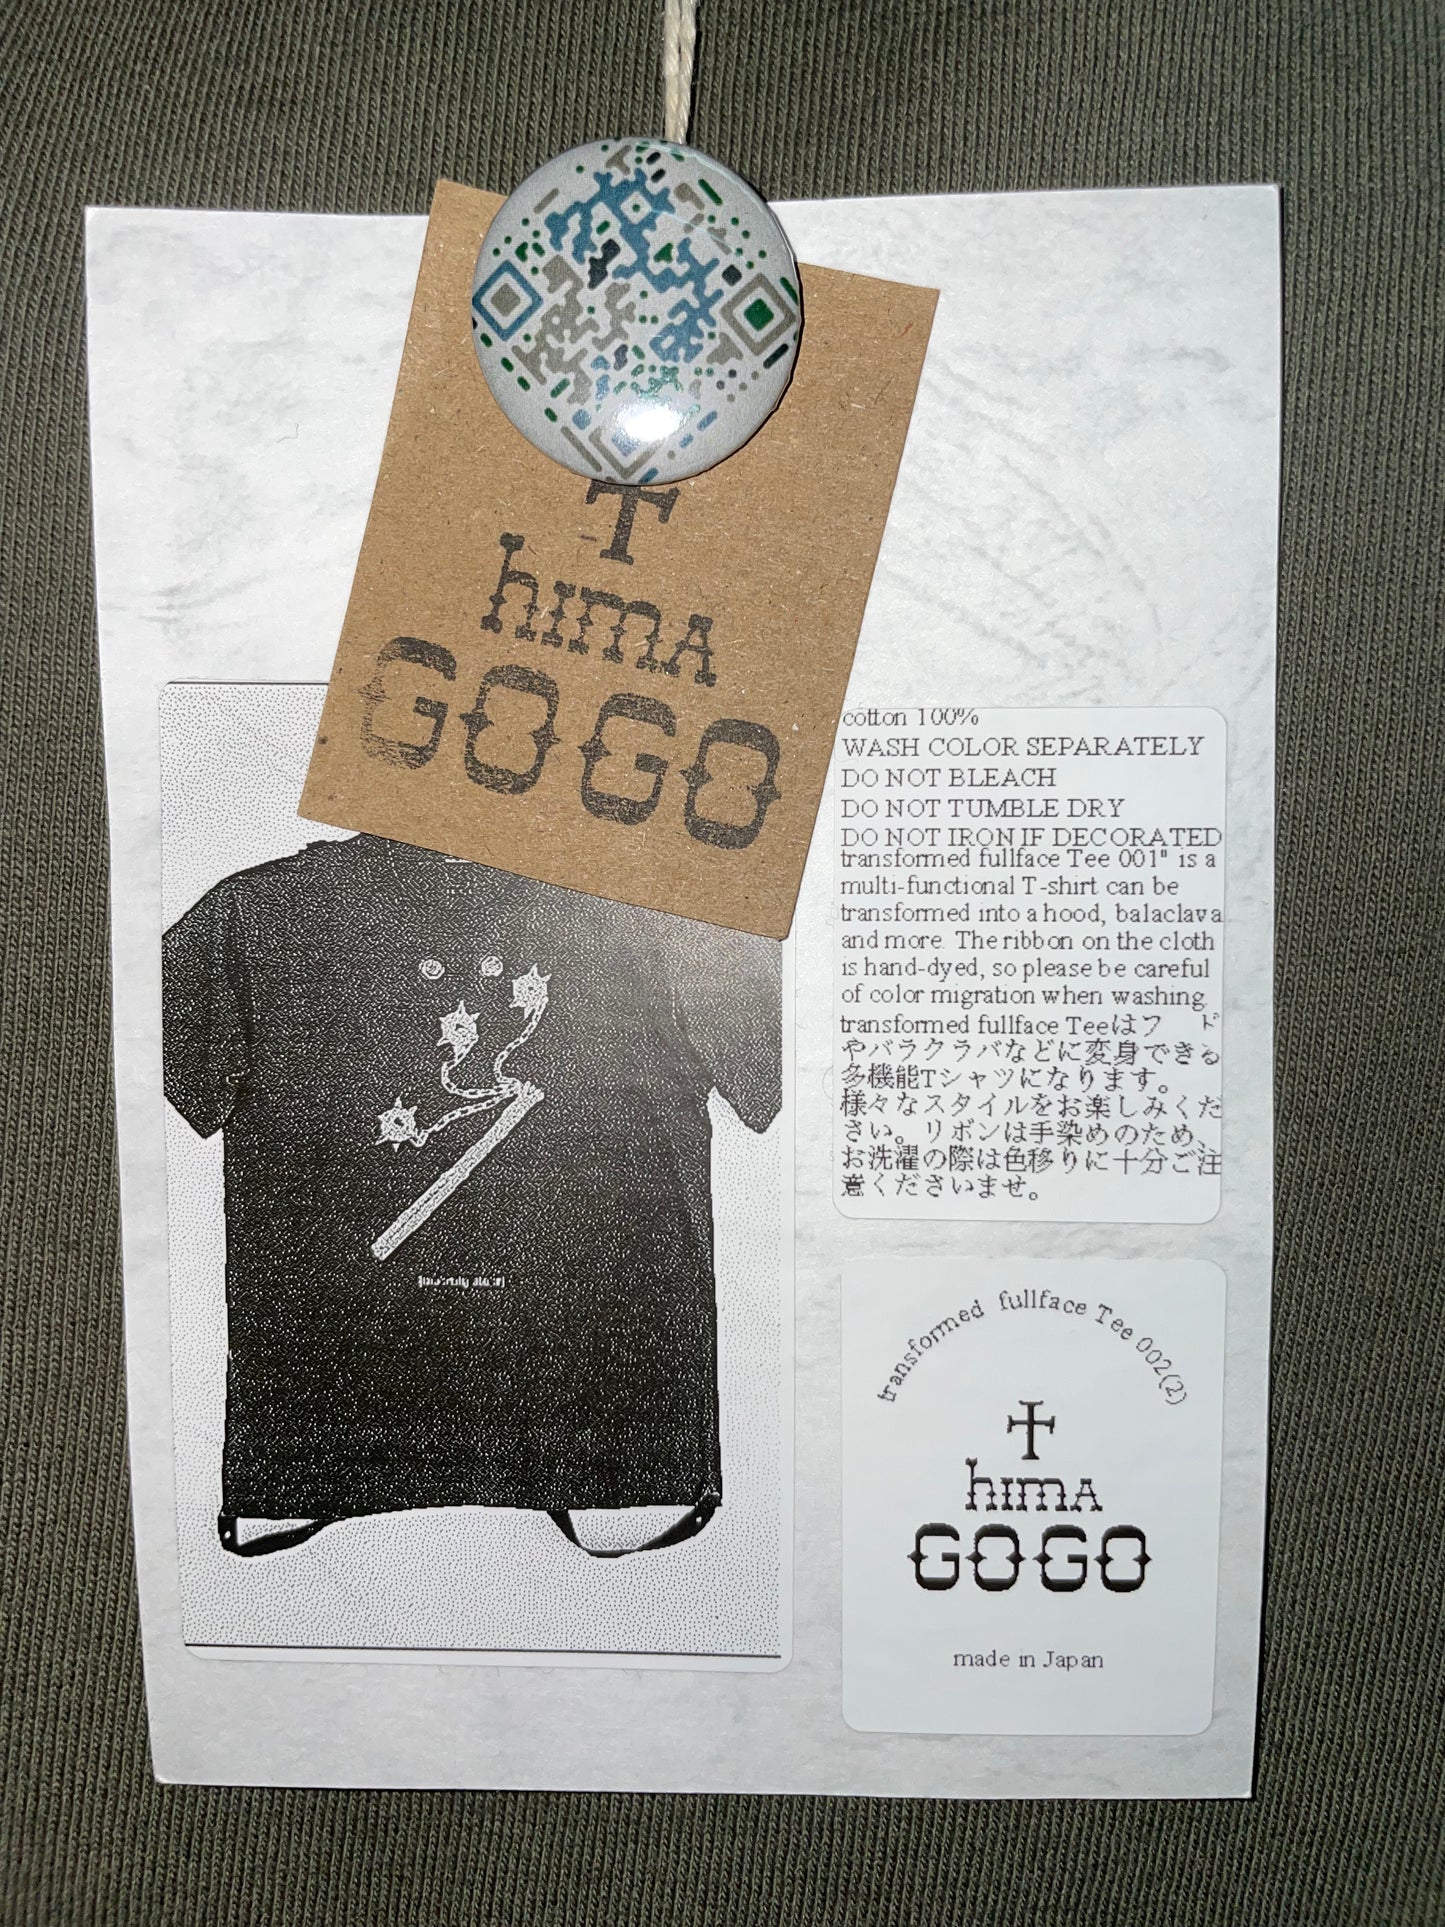 T
hıma
GOGO
cotton 100%
WASH COLOR SEPARATELY
DO NOT BLEACH
DO NOT TUMBLE DRY
DO NOT IRON IF DECORATED
transformed fullface Tee 001" is a
multi-functional T-shirt can be
transformed into a hood, balaclava
and more. The ribbon on the cloth
is hand-dyed, so please be careful
of color migration when washing.
transformed fullface Teeはフ ド
やバラクラバなどに変身できる
多機能Tシャツになります。
様々なスタイルをお楽しみくだ
さい。リボンは手染めのため、
お洗濯の際は色移りに十分ご注
意くださいませ。
transformed fullface Tee 002(2)
T
hıma
GOGO
made in Japan